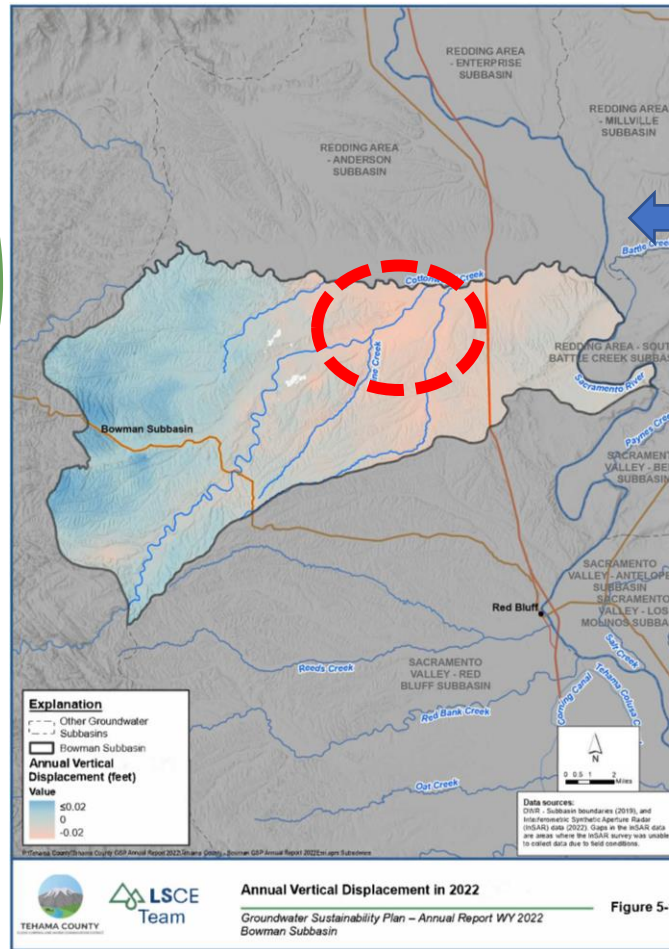 REDDING AREA
- ENTERPRISE
SUBBASIN
REDDING AREA
- MILLVILLE
SUBBASIN
REDDING AREA
- ANDERSON
SUBBASIN
Battle Creek
Creek
REDDING AREA - SOUTH
BATTLE CREEK SUBBASIN
Sacramento River
Bowman Subbasin
Paynes Creek
SACRAMENTO
SUBBASIN
SACRAMENTO
VALLEY - ANTELOPE
SUBBASIN
SACRAMENTO
VALLEY - LOS
MOLINOS
Red Bluff
Salt Creek
Reeds Creek
SACRAMENTO
VALLEY - RED
BLUFF SUBBASIN
Red Bank Creek
Corning Canal
Tehama Colusa
Oat Creek
Explanation
Other Groundwater
Subbasins
Bowman Subbasin
Annual Vertical
Displacement (feet)
Value
≤0.02
0
-0.02
N
0 0.5 1 2
Miles
Data sources:
DWR - Subbasin boundaries (2019), and
Interferometric Synthetic Aperture Radar
(InSAR) data (2022). Gaps in the InSAR data
are areas where the InSAR survey was unable
to collect data due to field conditions.
TEHAMA COUNTY
LSCE
Team
Annual Vertical Displacement in 2022
Groundwater Sustainability Plan – Annual Report WY 2022
Bowman Subbasin
Figure 5-